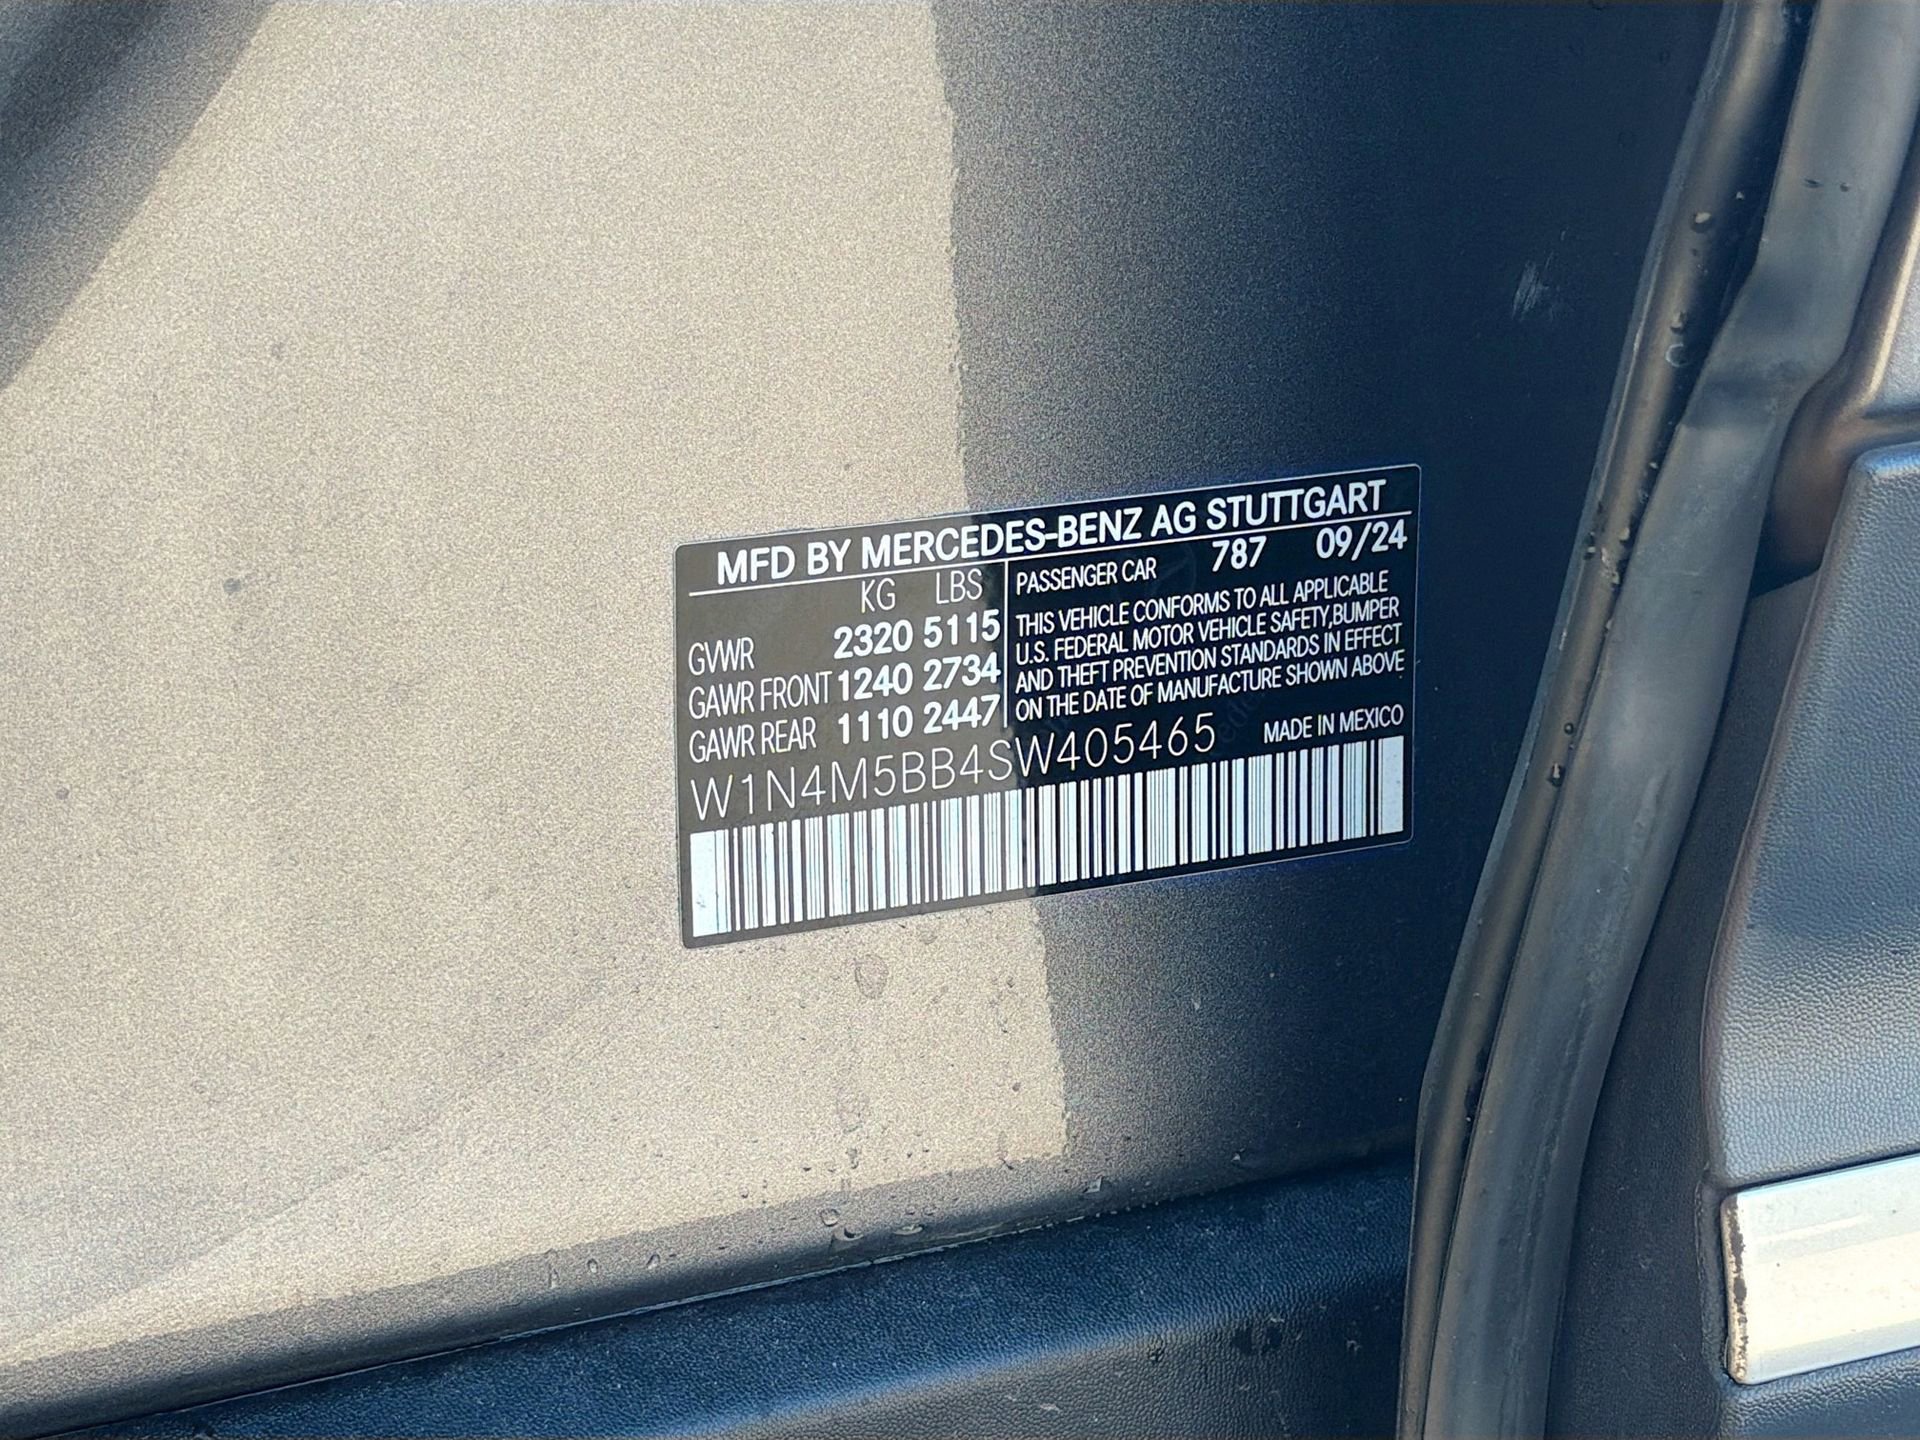 MFD BY MERCEDES-BENZ AG STUTTGART
KG LBS
GVWR 2320 5115
GAWR FRONT 1240 2734
GAWR REAR 1110 2447
PASSENGER CAR 787 09/24
THIS VEHICLE CONFORMS TO ALL APPLICABLE
U.S. FEDERAL MOTOR VEHICLE SAFETY,BUMPER
AND THEFT PREVENTION STANDARDS IN EFFECT
ON THE DATE OF MANUFACTURE SHOWN ABOVE
W1N4M5BB4SW405465 MADE IN MEXICO